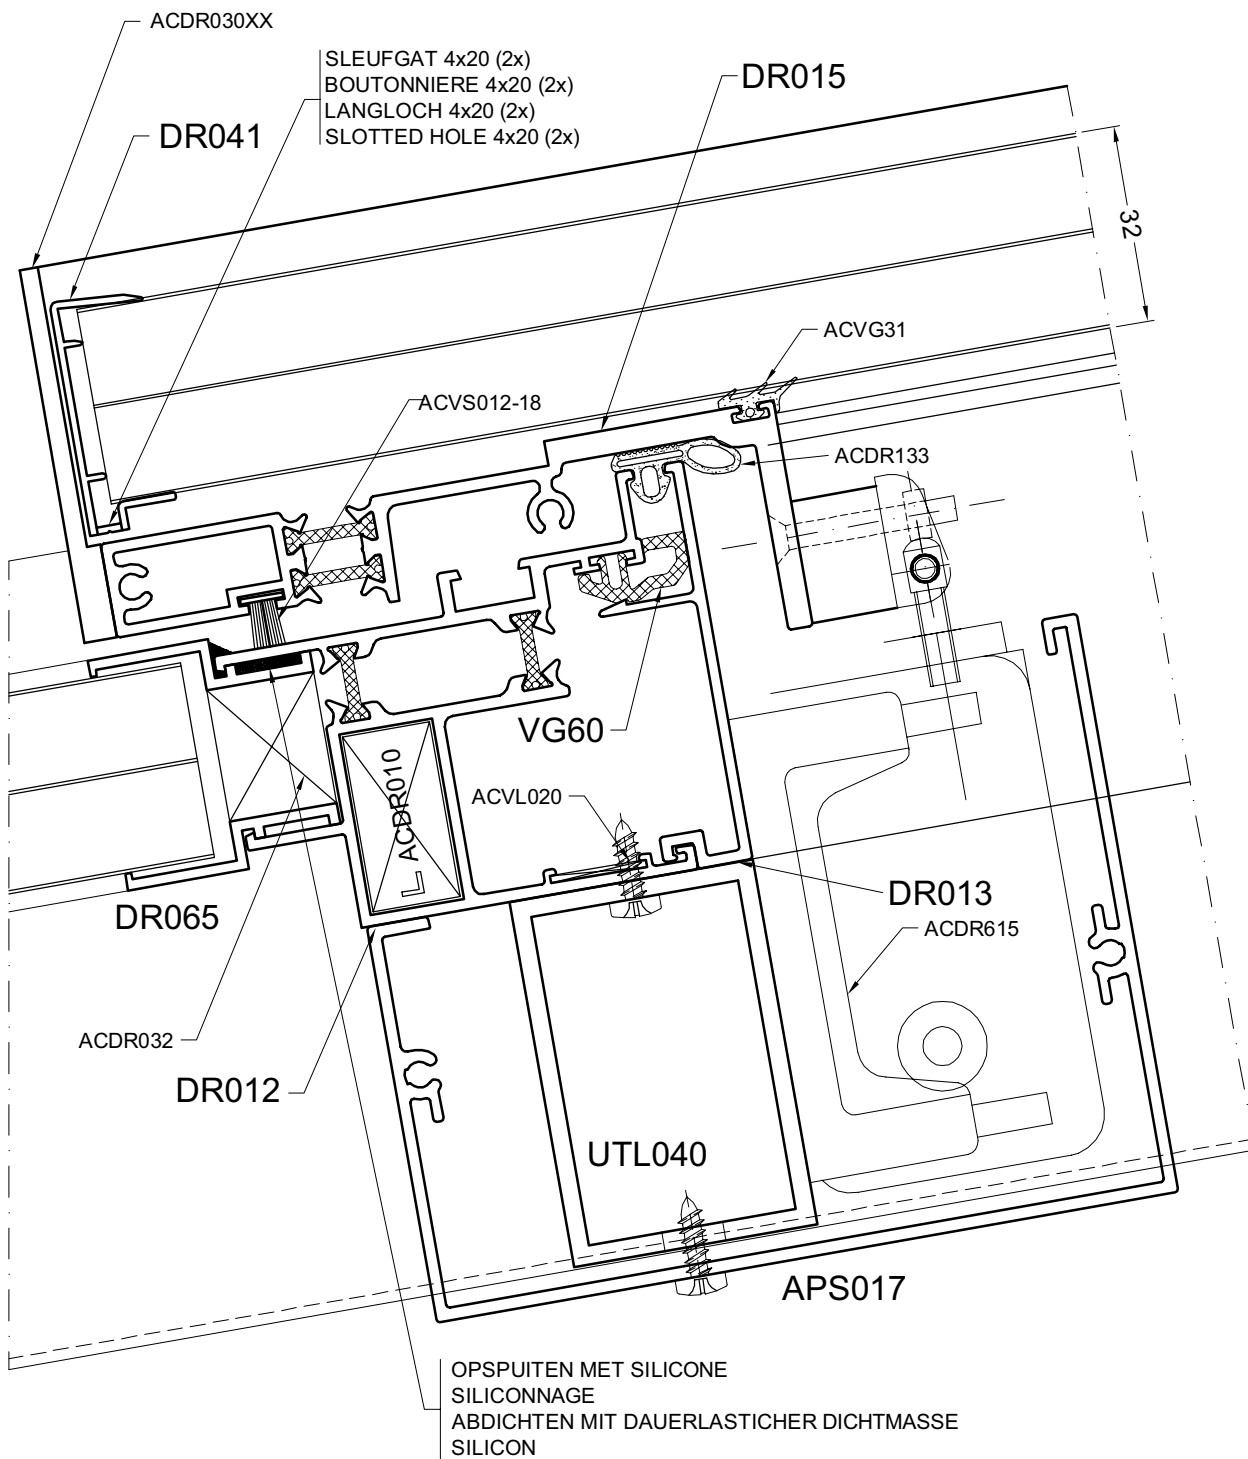 ACDR030XX
SLEUFGAT 4x20 (2x)
BOUTONNIERE 4x20 (2x)
LANGLOCH 4x20 (2x)
SLOTTED HOLE 4x20 (2x)
DR015
DR041
32
ACVG31
ACVS012-18
ACDR133
VG60
L ACDR010
ACVL020
DR013
DR065
ACDR615
ACDR032
DR012
UTL040
APS017
OPSPUITEN MET SILICONE
SILICONNAGE
ABDICHTEN MIT DAUERLASTICHER DICHTMASSE
SILICON